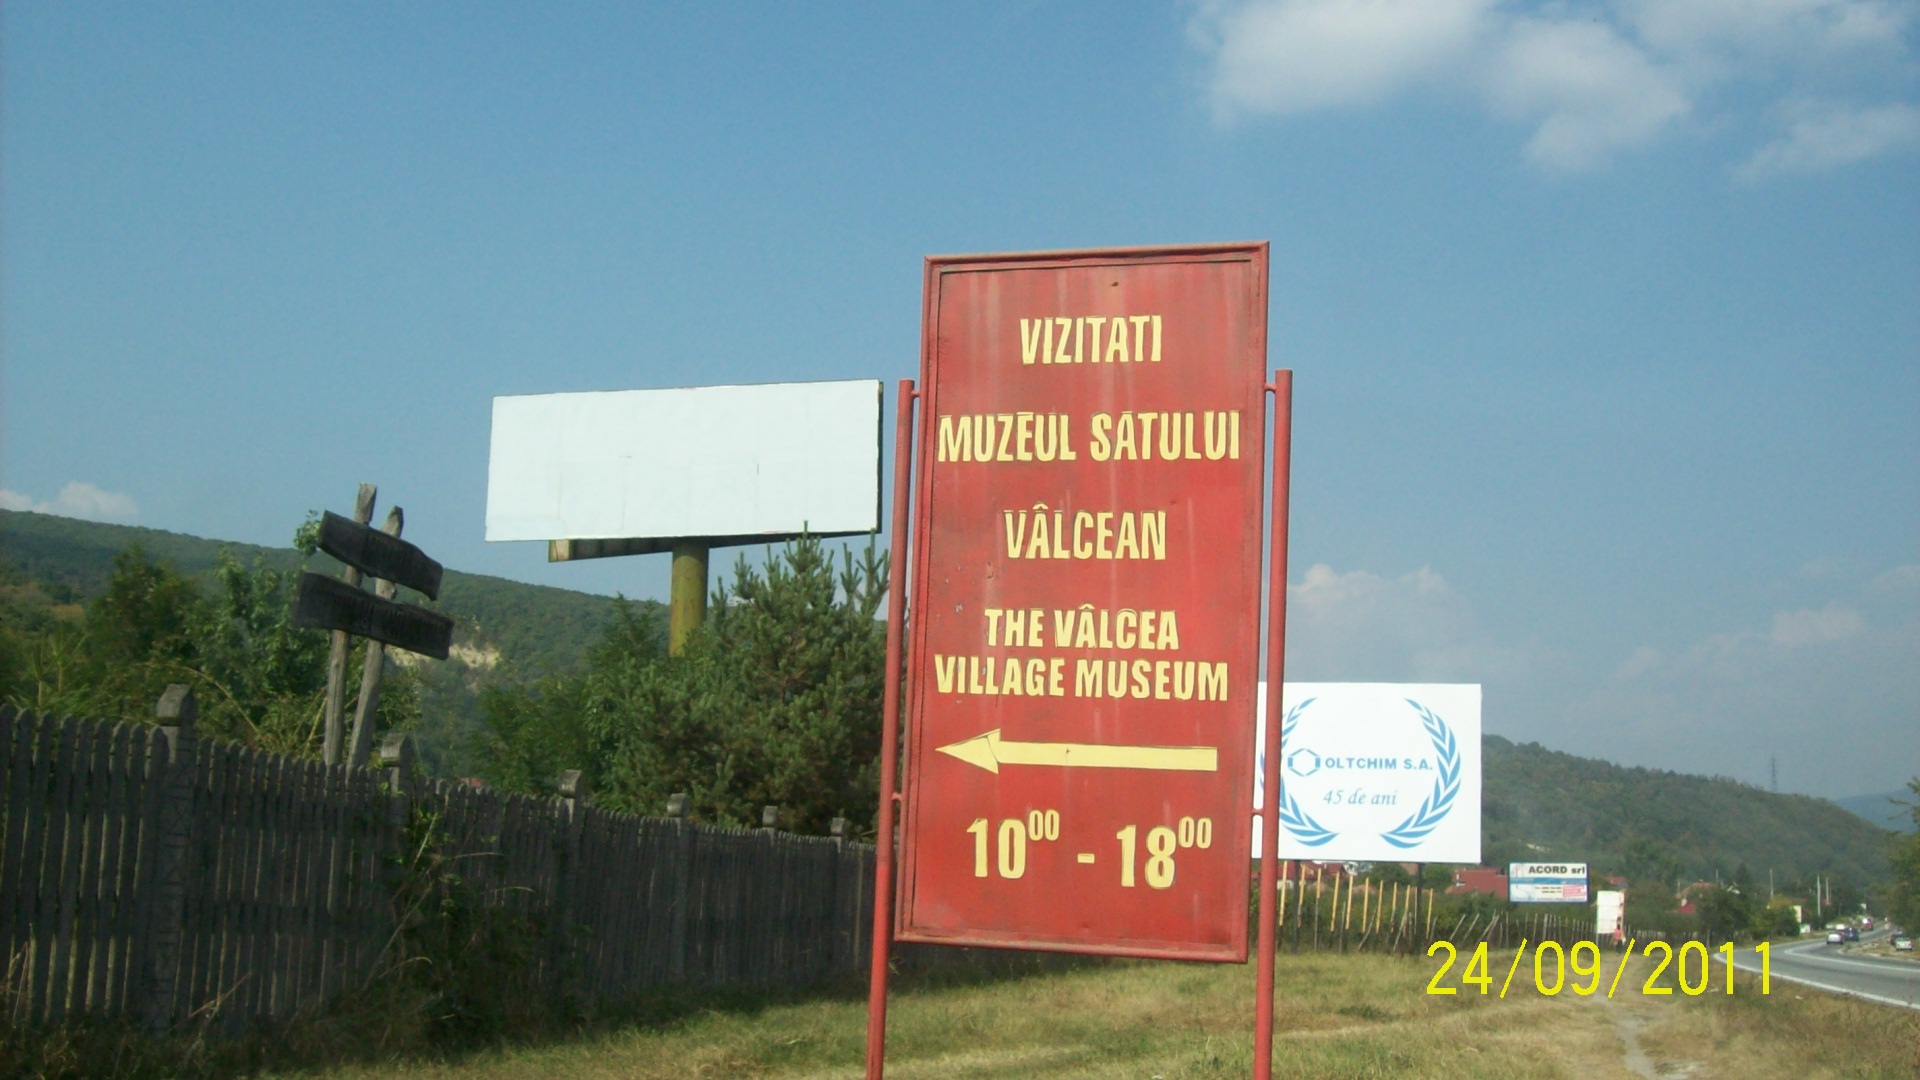 VIZITATI
MUZEUL SATULUI
VÂLCEAN
THE VÂLCEA
VILLAGE MUSEUM
10⁰⁰ - 18⁰⁰
OLTCHIM S.A.
45 de ani
ACORD srl
24/09/2011